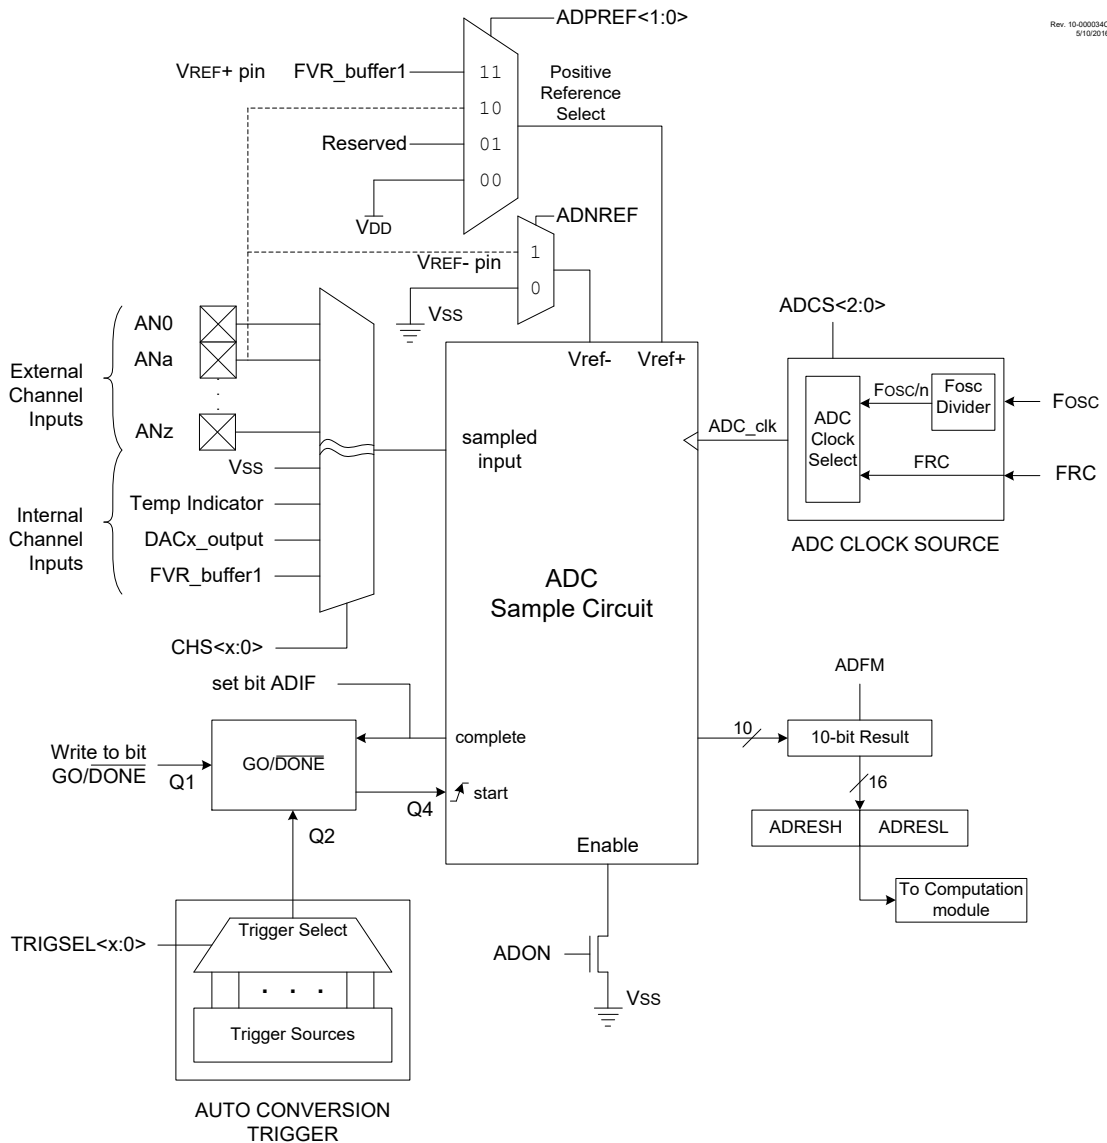 ADPREF<1:0>
Rev. 10-000034C
5/10/2016
VREF+ pin
FVR_buffer1
11
Positive
Reference
Select
10
Reserved
01
00
VDD
ADNREF
VREF- pin
1
0
VSS
External
Channel
Inputs
AN0
ANa
.
.
ANz
Internal
Channel
Inputs
VSS
Temp Indicator
DACx_output
FVR_buffer1
CHS<x:0>
Vref-
Vref+
sampled
input
ADC_clk
ADCS<2:0>
ADC
Clock
Select
FOSC/n
Fosc
Divider
FOSC
FRC
FRC
ADC CLOCK SOURCE
ADC
Sample Circuit
set bit ADIF
complete
Write to bit
GO/DONE
Q1
GO/DONE
Q4
start
Q2
Enable
ADFM
10
10-bit Result
16
ADRESH
ADRESL
To Computation
module
TRIGSEL<x:0>
Trigger Select
. . .
Trigger Sources
AUTO CONVERSION
TRIGGER
ADON
VSS